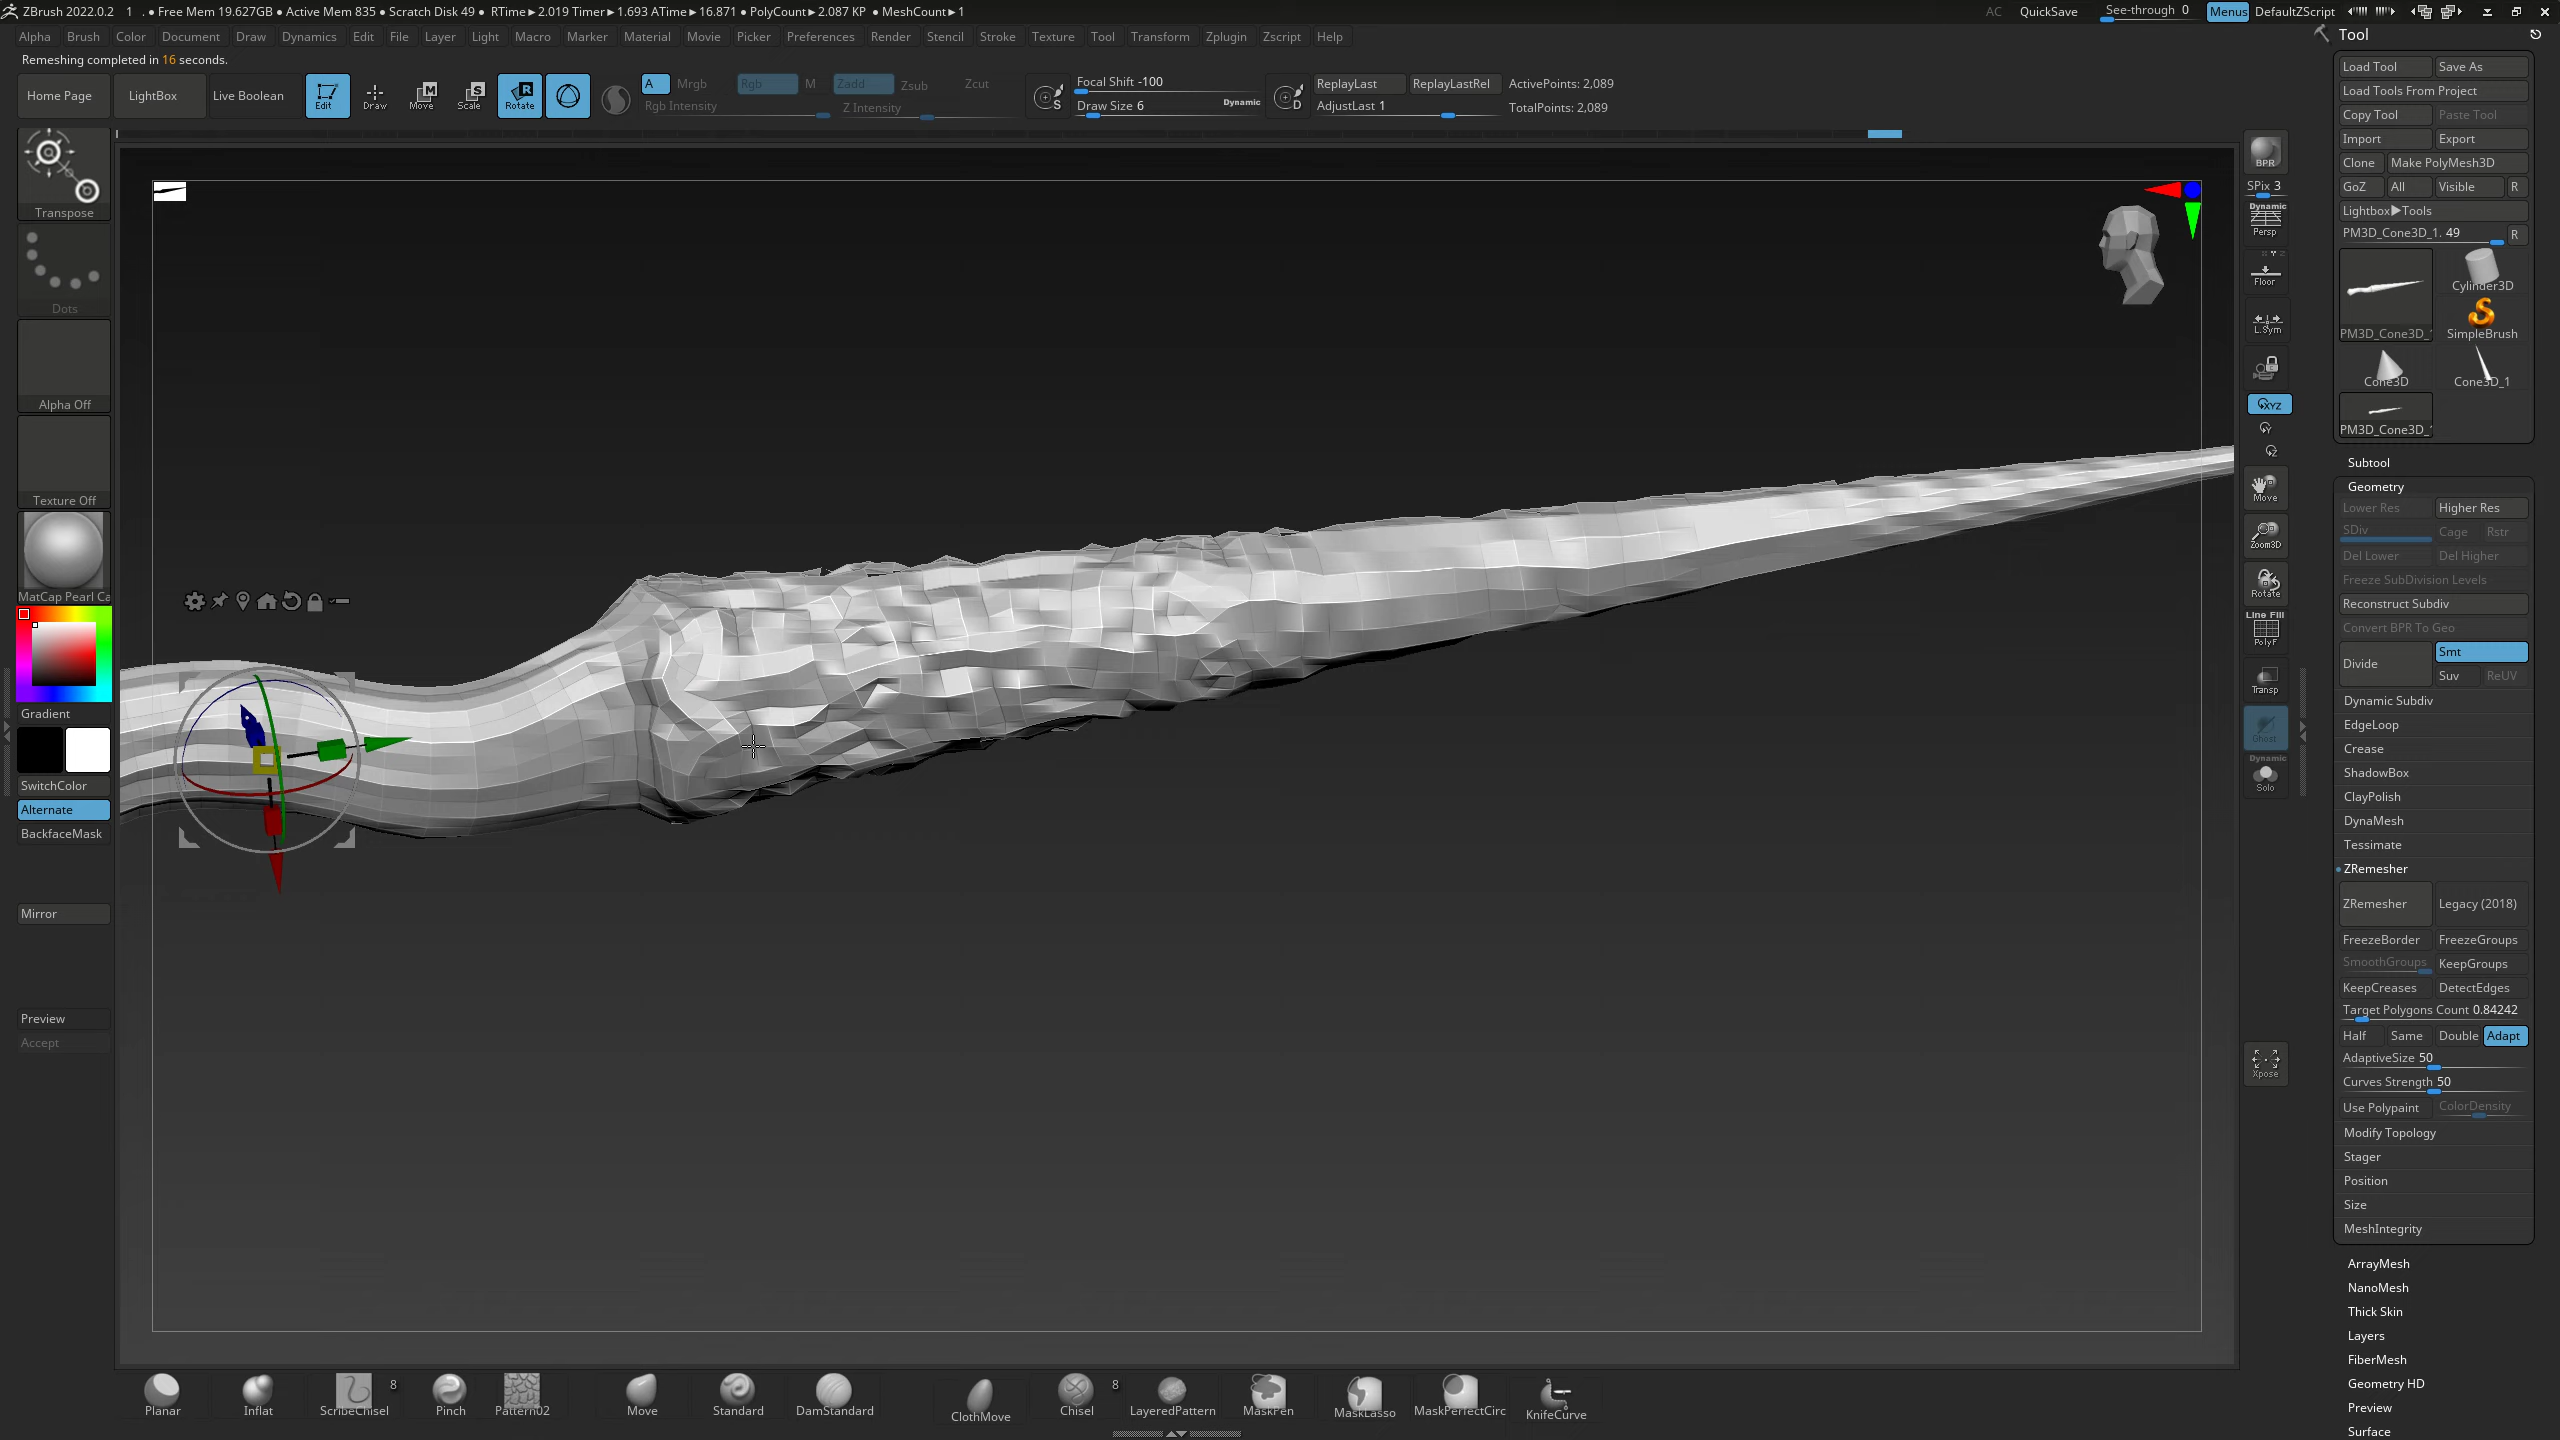 ZBrush 2022.0.2 1 . ● Free Mem 19.627GB ● Active Mem 835 ● Scratch Disk 49 ● RTime►2.019 Timer►1.693 ATime►16.871 ● PolyCount►2.087 KP ● MeshCount►1
AC QuickSave See-through 0 Menus DefaultZScript
Alpha Brush Color Document Draw Dynamics Edit File Layer Light Macro Marker Material Movie Picker Preferences Render Stencil Stroke Texture Tool Transform Zplugin Zscript Help
Remeshing completed in 16 seconds.
Home Page LightBox Live Boolean
Edit Draw Move Scale Rotate
A Mrgb Rgb M Zadd Zsub Zcut
Rgb Intensity Z Intensity
Focal Shift -100
Draw Size 6 Dynamic
ReplayLast ReplayLastRel ActivePoints: 2,089
AdjustLast 1 TotalPoints: 2,089
Transpose
Dots
Alpha Off
Texture Off
MatCap Pearl Ca
Gradient
SwitchColor
Alternate
BackfaceMask
Mirror
Preview
Accept
BPR
SPix 3
Dynamic
Persp
Floor
L.Sym
XYZ
Y
Z
Move
Zoom3D
Rotate
Line Fill
PolyF
Transp
Ghost
Dynamic
Solo
Xpose
Tool
Load Tool Save As
Load Tools From Project
Copy Tool Paste Tool
Import Export
Clone Make PolyMesh3D
GoZ All Visible R
Lightbox►Tools
PM3D_Cone3D_1. 49 R
Cylinder3D
PM3D_Cone3D_1 SimpleBrush
Cone3D Cone3D_1
PM3D_Cone3D_1
Subtool
Geometry
Lower Res Higher Res
SDiv Cage Rstr
Del Lower Del Higher
Freeze SubDivision Levels
Reconstruct Subdiv
Convert BPR To Geo
Divide Smt
Suv ReUV
Dynamic Subdiv
EdgeLoop
Crease
ShadowBox
ClayPolish
DynaMesh
Tessimate
ZRemesher
ZRemesher Legacy (2018)
FreezeBorder FreezeGroups
SmoothGroups KeepGroups
KeepCreases DetectEdges
Target Polygons Count 0.84242
Half Same Double Adapt
AdaptiveSize 50
Curves Strength 50
Use Polypaint ColorDensity
Modify Topology
Stager
Position
Size
MeshIntegrity
ArrayMesh
NanoMesh
Thick Skin
Layers
FiberMesh
Geometry HD
Preview
Surface
8 8
Planar Inflat ScribeChisel Pinch Pattern02 Move Standard DamStandard ClothMove Chisel LayeredPattern MaskPen MaskLasso MaskPerfectCirc KnifeCurve